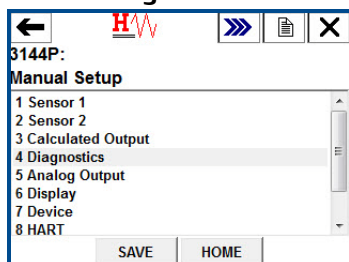 H
3144P:
Manual Setup
1 Sensor 1
2 Sensor 2
3 Calculated Output
4 Diagnostics
5 Analog Output
6 Display
7 Device
8 HART
SAVE HOME